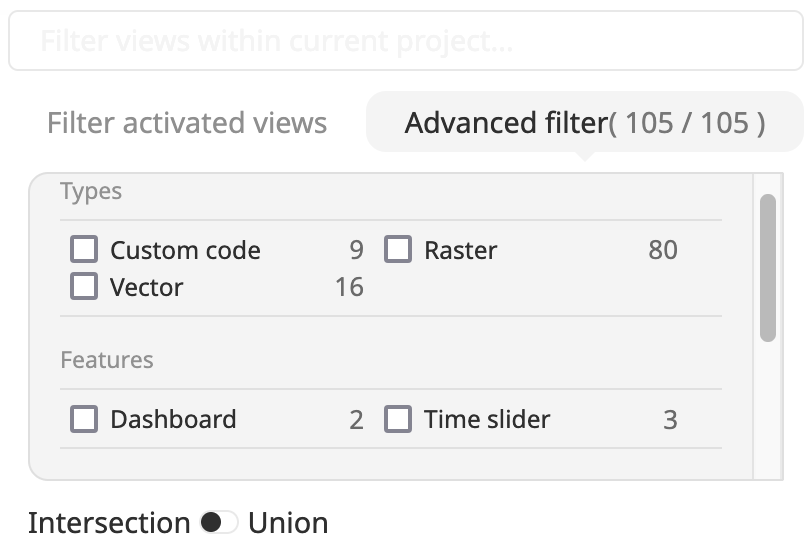 Filter views within current project...
Filter activated views Advanced filter( 105 / 105 )
Types
Custom code 9 Raster 80
Vector 16
Features
Dashboard 2 Time slider 3
Intersection Union